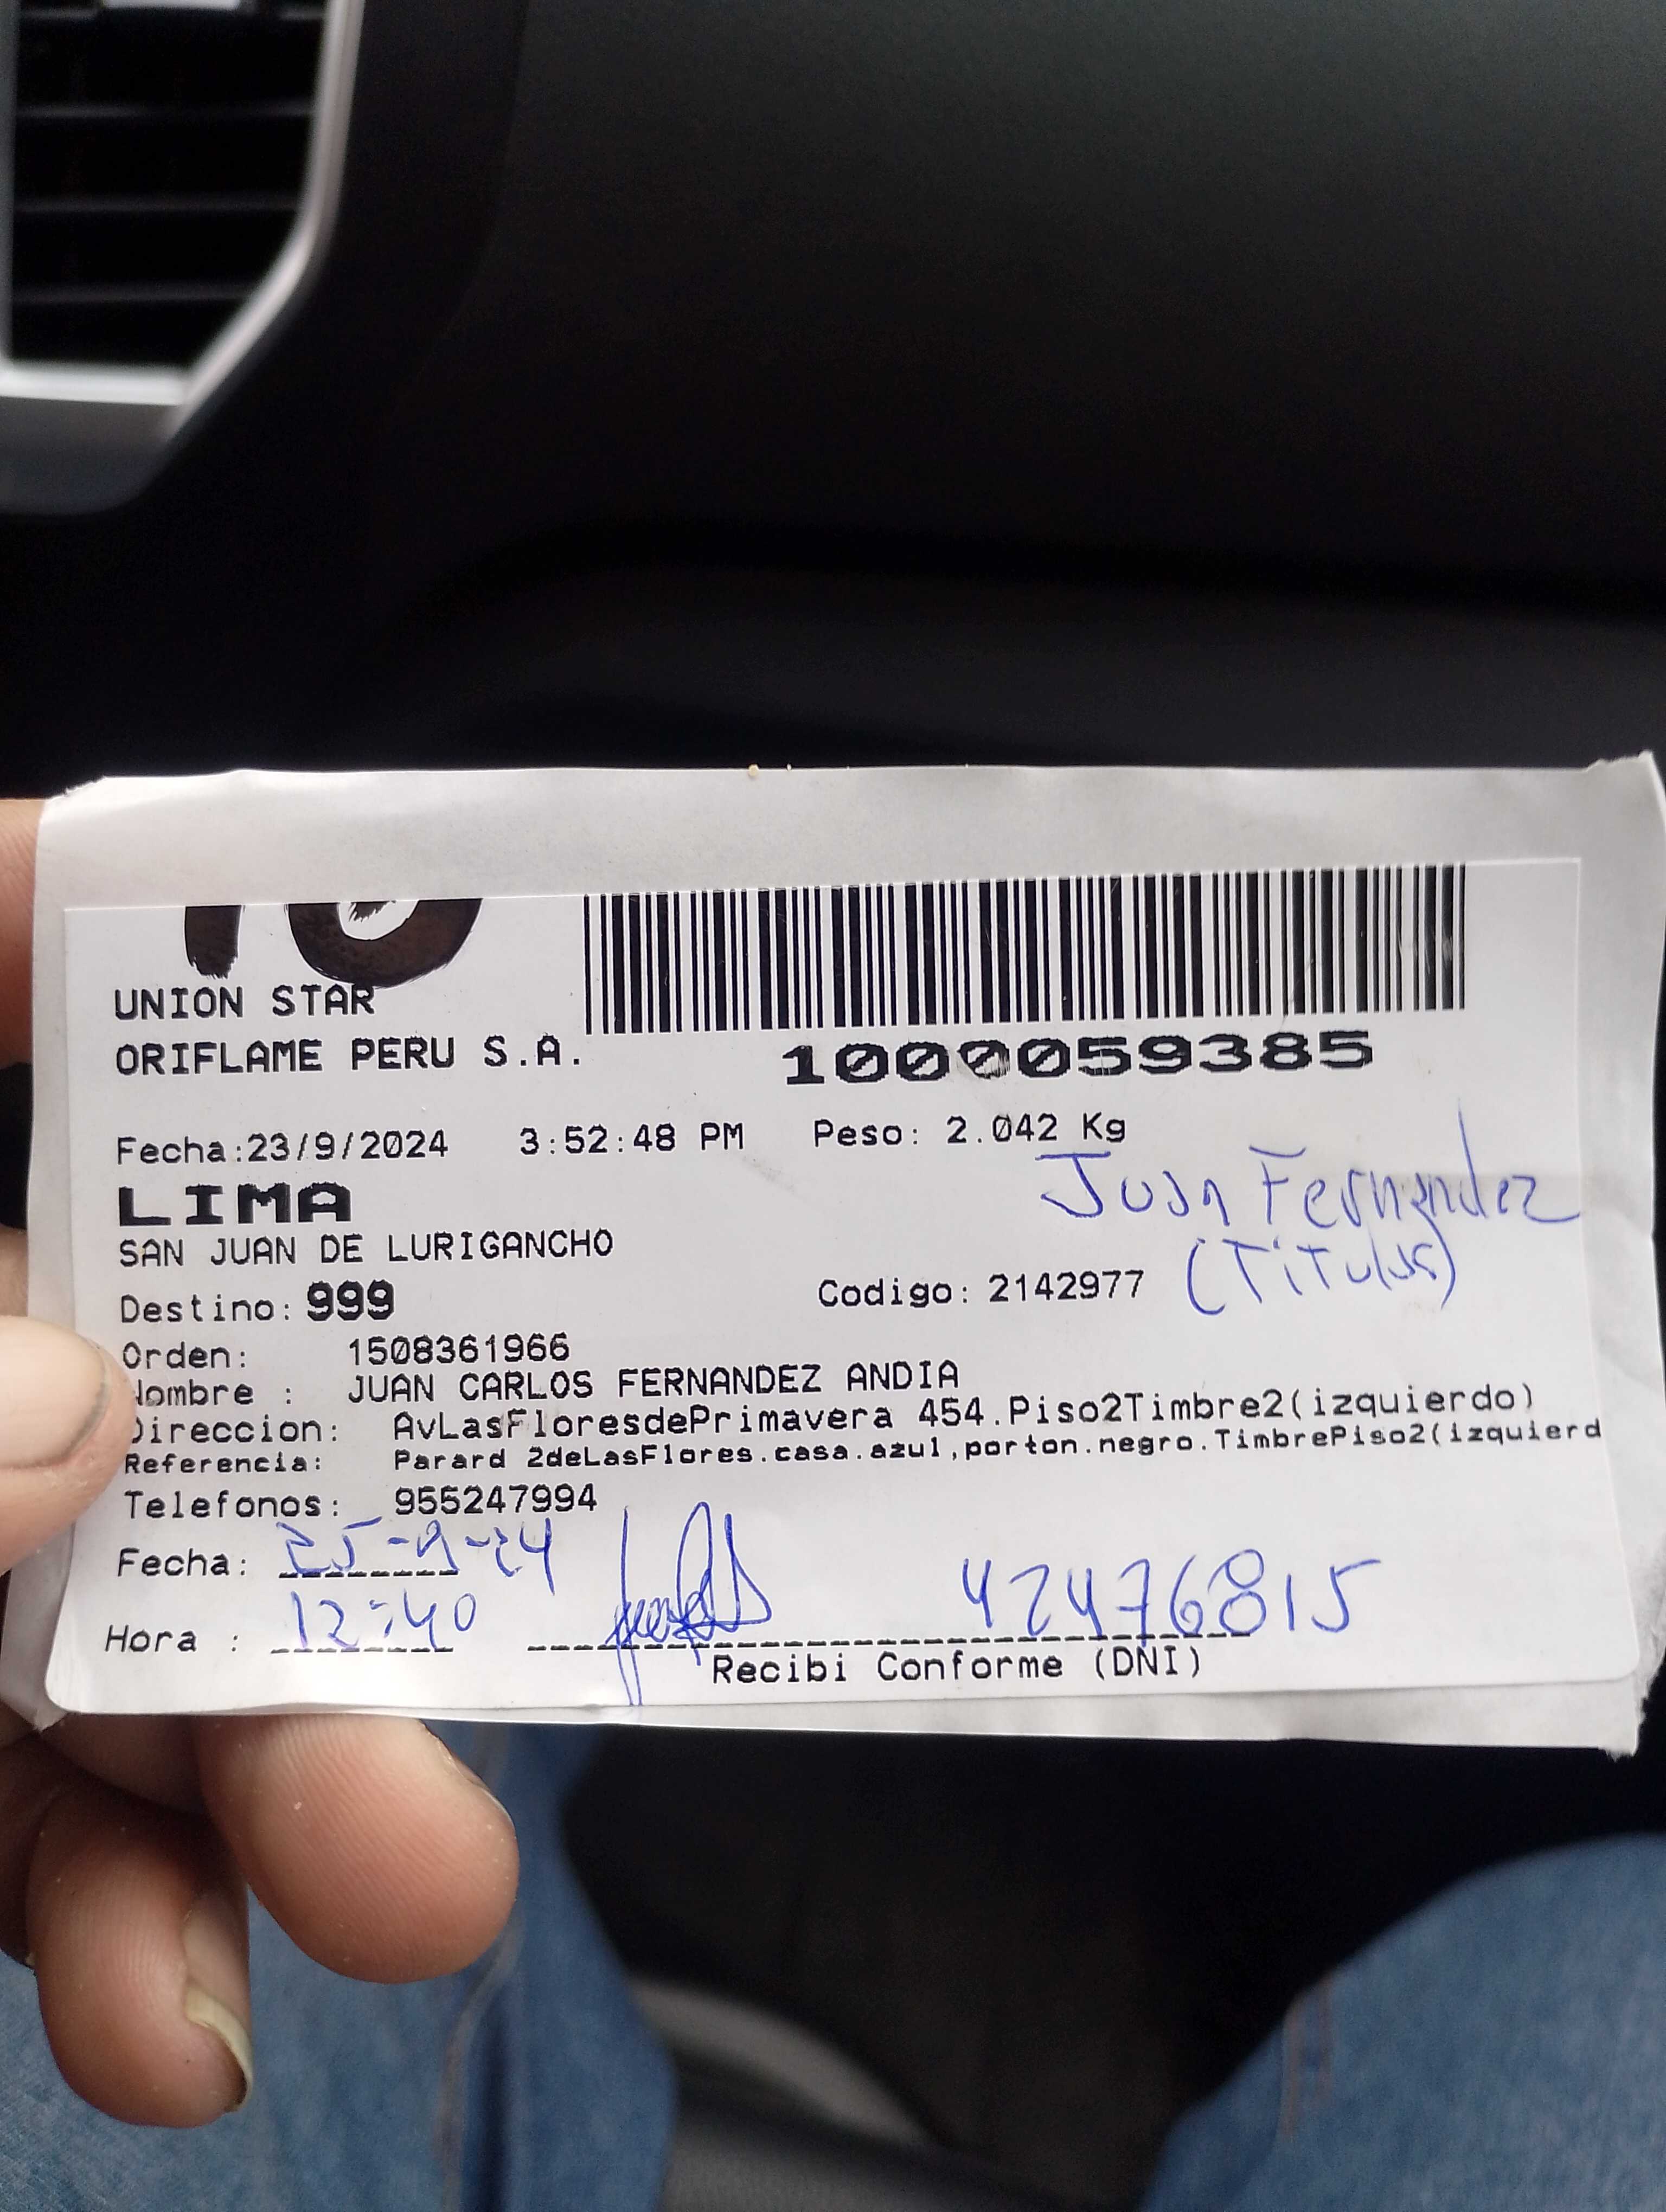 UNION STAR
ORIFLAME PERU S.A.
1000059385
Fecha:23/9/2024 3:52:48 PM Peso: 2.042 Kg
LIMA
Juan Fernandez
SAN JUAN DE LURIGANCHO
(Titular)
Destino: 999 Codigo: 2142977
Orden: 1508361966
Nombre : JUAN CARLOS FERNANDEZ ANDIA
Direccion: AvLasFloresdePrimavera 454.Piso2Timbre2(izquierdo)
Referencia: Parard 2deLasFlores.casa.azul,porton.negro.TimbrePiso2(izquierd
Telefonos: 955247994
Fecha: 25-9-24
Hora : 12:40 42476815
Recibi Conforme (DNI)